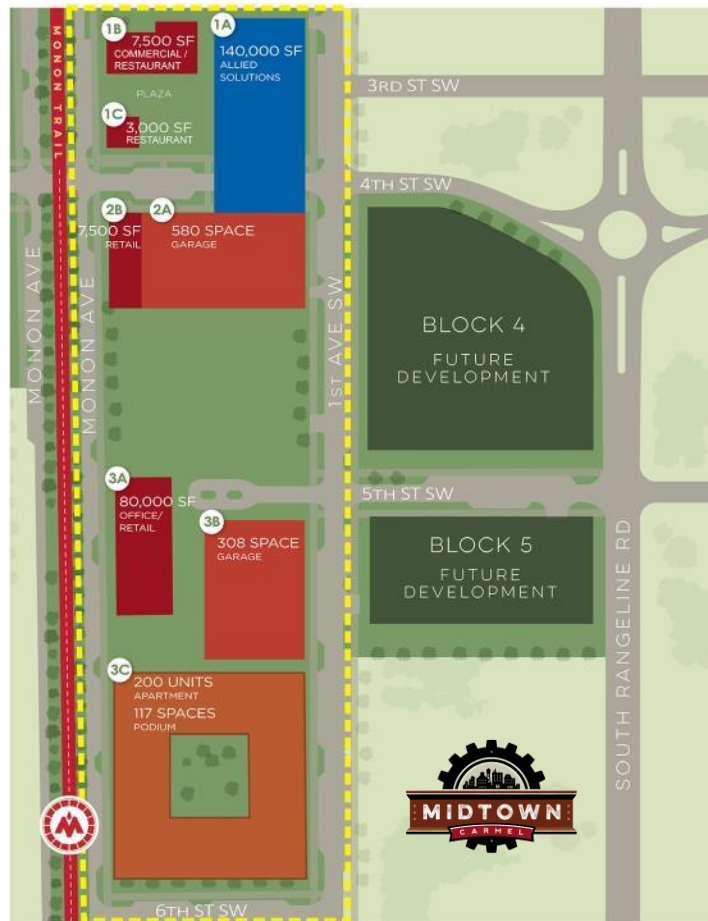 MONON TRAIL
1B
7,500 SF
COMMERCIAL /
RESTAURANT
1A
140,000 SF
ALLIED
SOLUTIONS
PLAZA
1C
3,000 SF
RESTAURANT
3RD ST SW
4TH ST SW
2B
7,500 SF
RETAIL
2A
580 SPACE
GARAGE
MONON AVE
MONON AVE
1ST AVE SW
BLOCK 4
FUTURE
DEVELOPMENT
3A
80,000 SF
OFFICE/
RETAIL
5TH ST SW
3B
308 SPACE
GARAGE
BLOCK 5
FUTURE
DEVELOPMENT
SOUTH RANGELINE RD
3C
200 UNITS
APARTMENT
117 SPACES
PODIUM
M
MIDTOWN
CARMEL
6TH ST SW